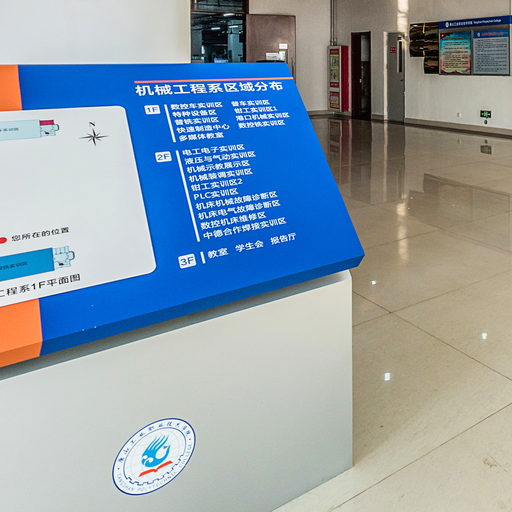 机械工程系区域分布
1F
数控车实训区 普车实训区
特种设备区 钳工实训区1
普铣实训区 港口机械实训区
快速制造中心 数控铣实训区
多媒体教室
2F
电工电子实训区
液压与气动实训区
机械示教展示区
机械装调实训区
钳工实训区2
PLC实训区
机床机械故障诊断区
机床电气故障诊断区
数控机床维修区
中德合作焊接实训区
3F
教室 学生会 报告厅
您所在的位置
工程系1F平面图